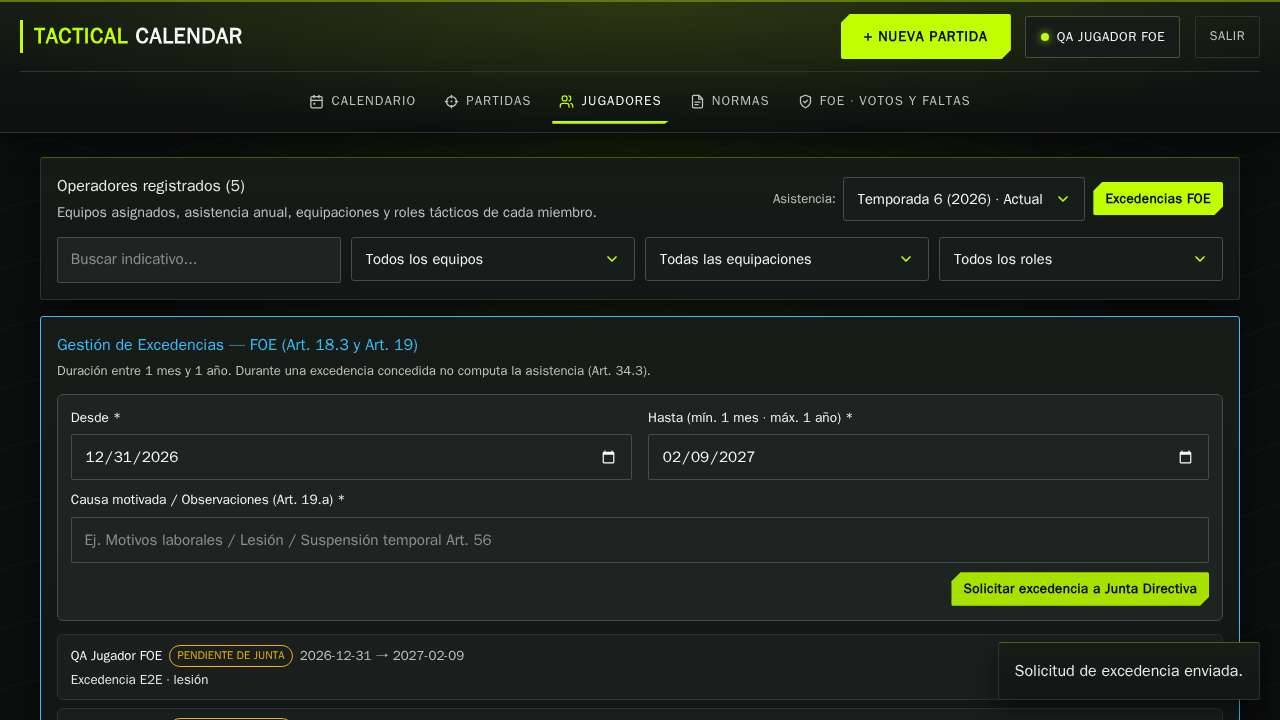 TACTICAL CALENDAR
+ NUEVA PARTIDA
QA JUGADOR FOE
SALIR
CALENDARIO
PARTIDAS
JUGADORES
NORMAS
FOE · VOTOS Y FALTAS
Operadores registrados (5)
Equipos asignados, asistencia anual, equipaciones y roles tácticos de cada miembro.
Asistencia:
Temporada 6 (2026) · Actual
Excedencias FOE
Buscar indicativo...
Todos los equipos
Todas las equipaciones
Todos los roles
Gestión de Excedencias — FOE (Art. 18.3 y Art. 19)
Duración entre 1 mes y 1 año. Durante una excedencia concedida no computa la asistencia (Art. 34.3).
Desde *
Hasta (mín. 1 mes · máx. 1 año) *
12/31/2026
02/09/2027
Causa motivada / Observaciones (Art. 19.a) *
Ej. Motivos laborales / Lesión / Suspensión temporal Art. 56
Solicitar excedencia a Junta Directiva
QA Jugador FOE PENDIENTE DE JUNTA 2026-12-31 → 2027-02-09
Excedencia E2E · lesión
Solicitud de excedencia enviada.